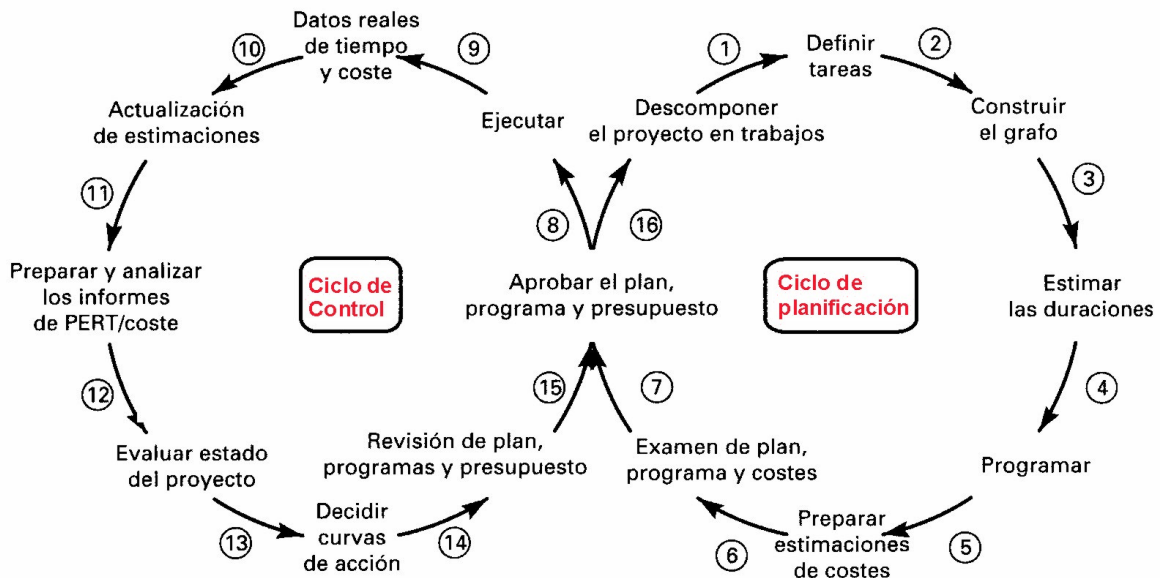 Datos reales
de tiempo
y coste
10
9
1
Definir
tareas
2
Actualización
de estimaciones
Ejecutar
Descomponer
el proyecto en trabajos
Construir
el grafo
11
3
8
16
Preparar y analizar
los informes
de PERT/coste
Ciclo de
Control
Aprobar el plan,
programa y presupuesto
Ciclo de
planificación
Estimar
las duraciones
12
15
7
4
Evaluar estado
del proyecto
Revisión de plan,
programas y presupuesto
Examen de plan,
programa y costes
Programar
13
Decidir
curvas
de acción
14
6
Preparar
estimaciones
de costes
5